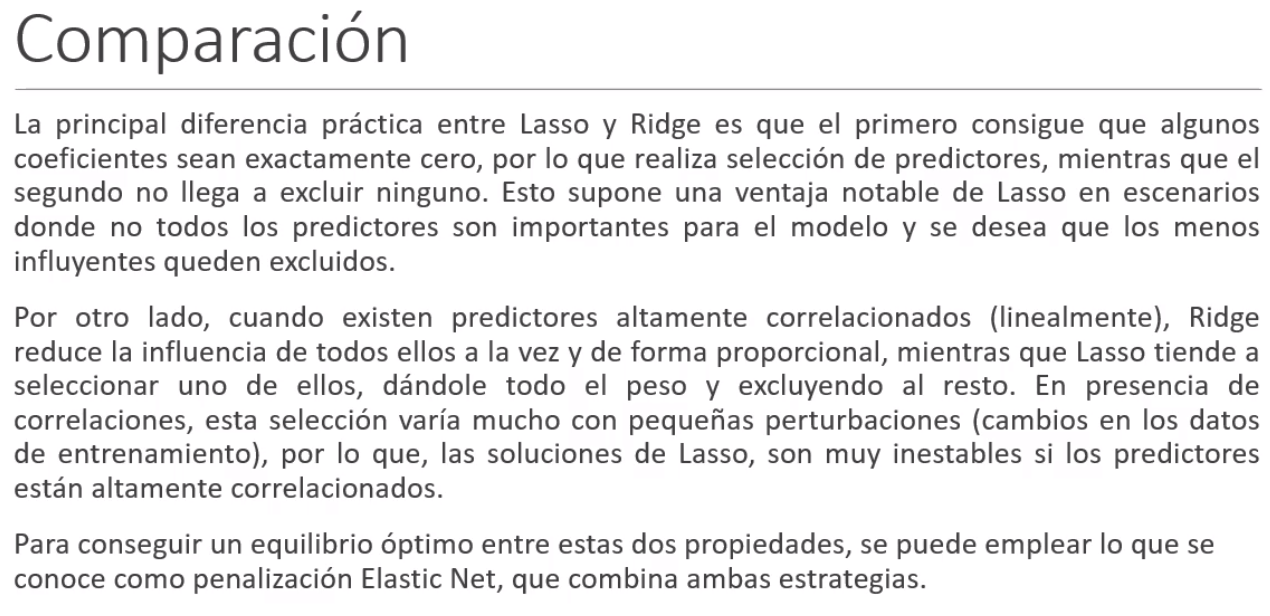 Comparación
La principal diferencia práctica entre Lasso y Ridge es que el primero consigue que algunos
coeficientes sean exactamente cero, por lo que realiza selección de predictores, mientras que el
segundo no llega a excluir ninguno. Esto supone una ventaja notable de Lasso en escenarios
donde no todos los predictores son importantes para el modelo y se desea que los menos
influyentes queden excluidos.
Por otro lado, cuando existen predictores altamente correlacionados (linealmente), Ridge
reduce la influencia de todos ellos a la vez y de forma proporcional, mientras que Lasso tiende a
seleccionar uno de ellos, dándole todo el peso y excluyendo al resto. En presencia de
correlaciones, esta selección varía mucho con pequeñas perturbaciones (cambios en los datos
de entrenamiento), por lo que, las soluciones de Lasso, son muy inestables si los predictores
están altamente correlacionados.
Para conseguir un equilibrio óptimo entre estas dos propiedades, se puede emplear lo que se
conoce como penalización Elastic Net, que combina ambas estrategias.